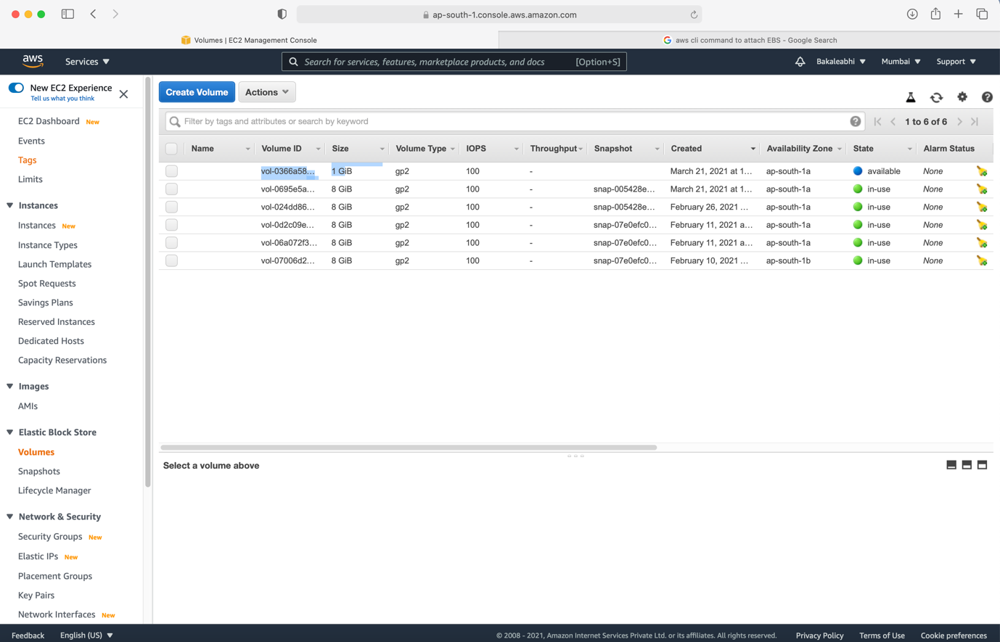 ap-south-1.console.aws.amazon.com
Volumes | EC2 Management Console
aws cli command to attach EBS - Google Search
aws
Services
Search for services, features, marketplace products, and docs [Option+S]
Bakaleabhi
Mumbai
Support
New EC2 Experience
Tell us what you think
EC2 Dashboard New
Events
Tags
Limits
Instances
Instances New
Instance Types
Launch Templates
Spot Requests
Savings Plans
Reserved Instances
Dedicated Hosts
Capacity Reservations
Images
AMIs
Elastic Block Store
Volumes
Snapshots
Lifecycle Manager
Network & Security
Security Groups New
Elastic IPs New
Placement Groups
Key Pairs
Network Interfaces New
Create Volume
Actions
Filter by tags and attributes or search by keyword
1 to 6 of 6
Name Volume ID Size Volume Type IOPS Throughput Snapshot Created Availability Zone State Alarm Status
vol-0366a58... 1 GiB gp2 100 - March 21, 2021 at 1... ap-south-1a available None
vol-0695e5a... 8 GiB gp2 100 - snap-005428e... March 21, 2021 at 1... ap-south-1a in-use None
vol-024dd86... 8 GiB gp2 100 - snap-005428e... February 26, 2021 ... ap-south-1a in-use None
vol-0d2c09e... 8 GiB gp2 100 - snap-07e0efc0... February 11, 2021 a... ap-south-1a in-use None
vol-06a072f3... 8 GiB gp2 100 - snap-07e0efc0... February 11, 2021 a... ap-south-1a in-use None
vol-07006d2... 8 GiB gp2 100 - snap-07e0efc0... February 10, 2021 ... ap-south-1b in-use None
Select a volume above
Feedback
English (US)
© 2008 - 2021, Amazon Internet Services Private Ltd. or its affiliates. All rights reserved.
Privacy Policy
Terms of Use
Cookie preferences